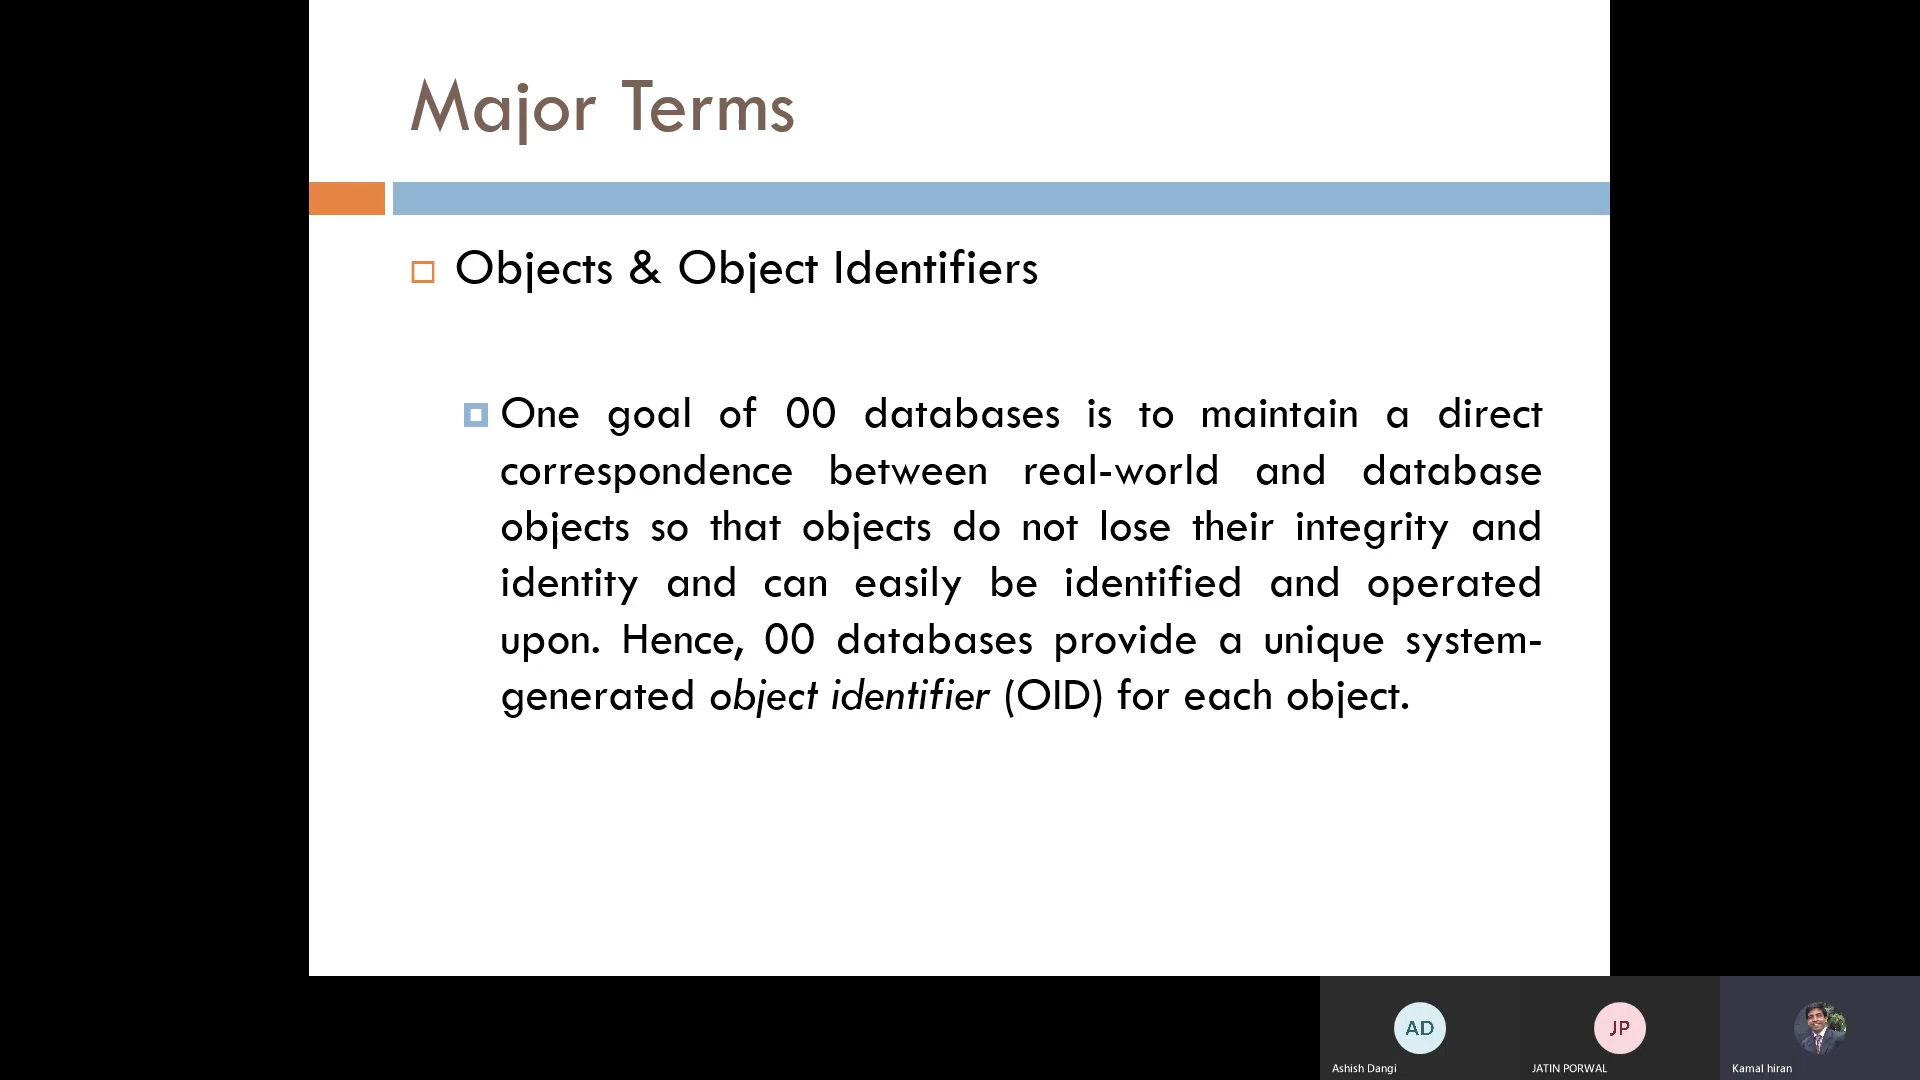 Major Terms
Objects & Object Identifiers
One goal of 00 databases is to maintain a direct
correspondence between real-world and database
objects so that objects do not lose their integrity and
identity and can easily be identified and operated
upon. Hence, 00 databases provide a unique system-
generated object identifier (OID) for each object.
AD
JP
Ashish Dangi
JATIN PORWAL
Kamal hiran